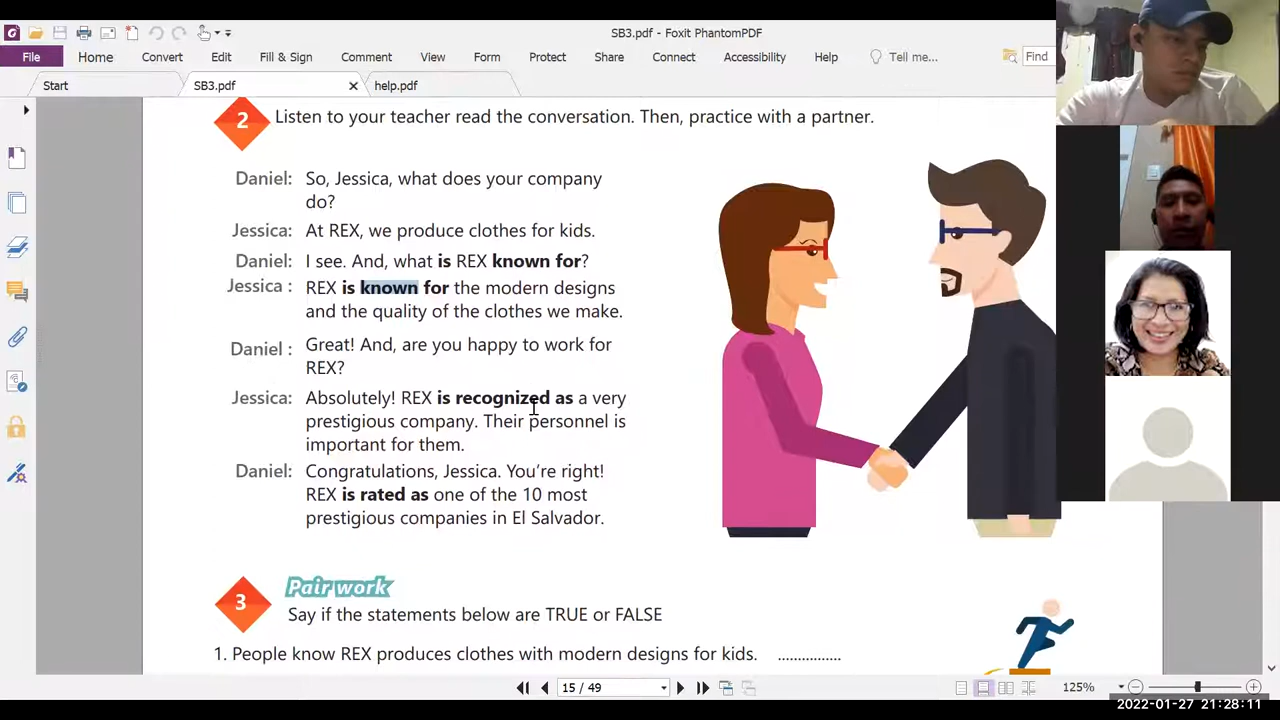 SB3.pdf - Foxit PhantomPDF
File Home Convert Edit Fill & Sign Comment View Form Protect Share Connect Accessibility Help Tell me... Find
Start SB3.pdf help.pdf
2 Listen to your teacher read the conversation. Then, practice with a partner.
Daniel: So, Jessica, what does your company
do?
Jessica: At REX, we produce clothes for kids.
Daniel: I see. And, what is REX known for?
Jessica : REX is known for the modern designs
and the quality of the clothes we make.
Daniel : Great! And, are you happy to work for
REX?
Jessica: Absolutely! REX is recognized as a very
prestigious company. Their personnel is
important for them.
Daniel: Congratulations, Jessica. You're right!
REX is rated as one of the 10 most
prestigious companies in El Salvador.
3 Pair work
Say if the statements below are TRUE or FALSE
1. People know REX produces clothes with modern designs for kids. ................
15 / 49
125%
2022-01-27 21:28:11